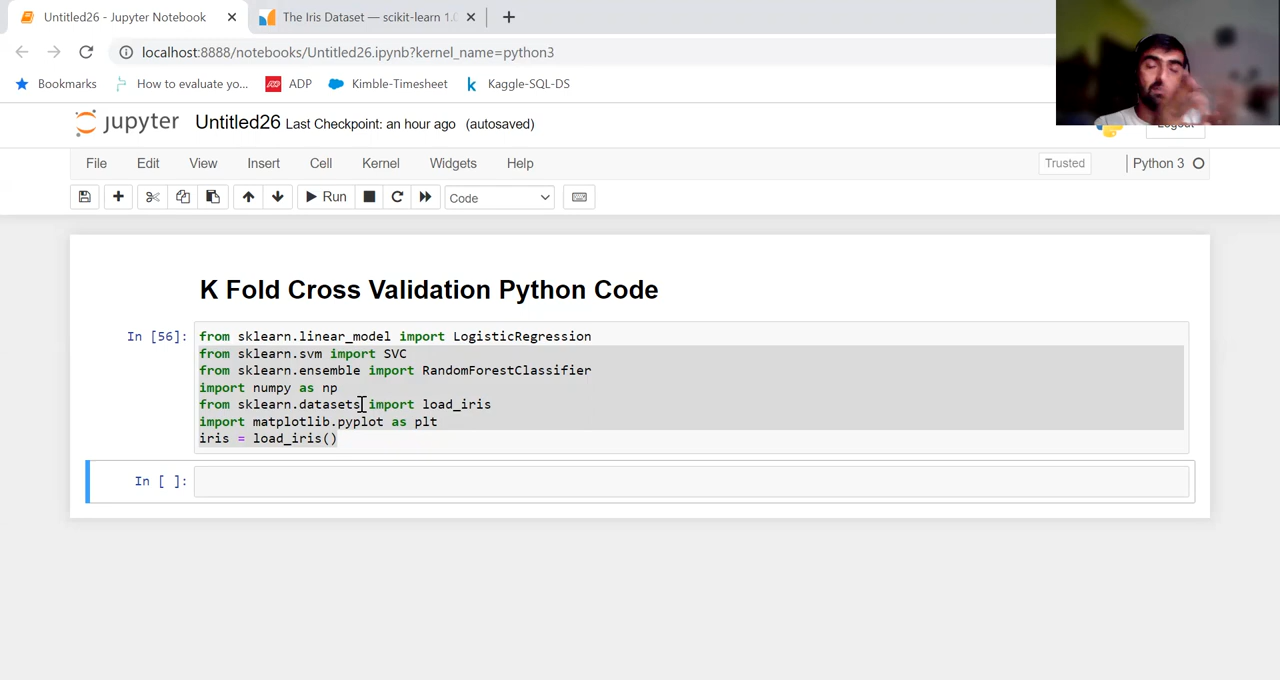 Untitled26 - Jupyter Notebook
The Iris Dataset — scikit-learn 1.0
localhost:8888/notebooks/Untitled26.ipynb?kernel_name=python3
Bookmarks How to evaluate yo... ADP Kimble-Timesheet Kaggle-SQL-DS
jupyter Untitled26 Last Checkpoint: an hour ago (autosaved)
Logout
File Edit View Insert Cell Kernel Widgets Help Trusted Python 3
Run Code
K Fold Cross Validation Python Code
In [56]: from sklearn.linear_model import LogisticRegression
from sklearn.svm import SVC
from sklearn.ensemble import RandomForestClassifier
import numpy as np
from sklearn.datasets import load_iris
import matplotlib.pyplot as plt
iris = load_iris()
In [ ]: